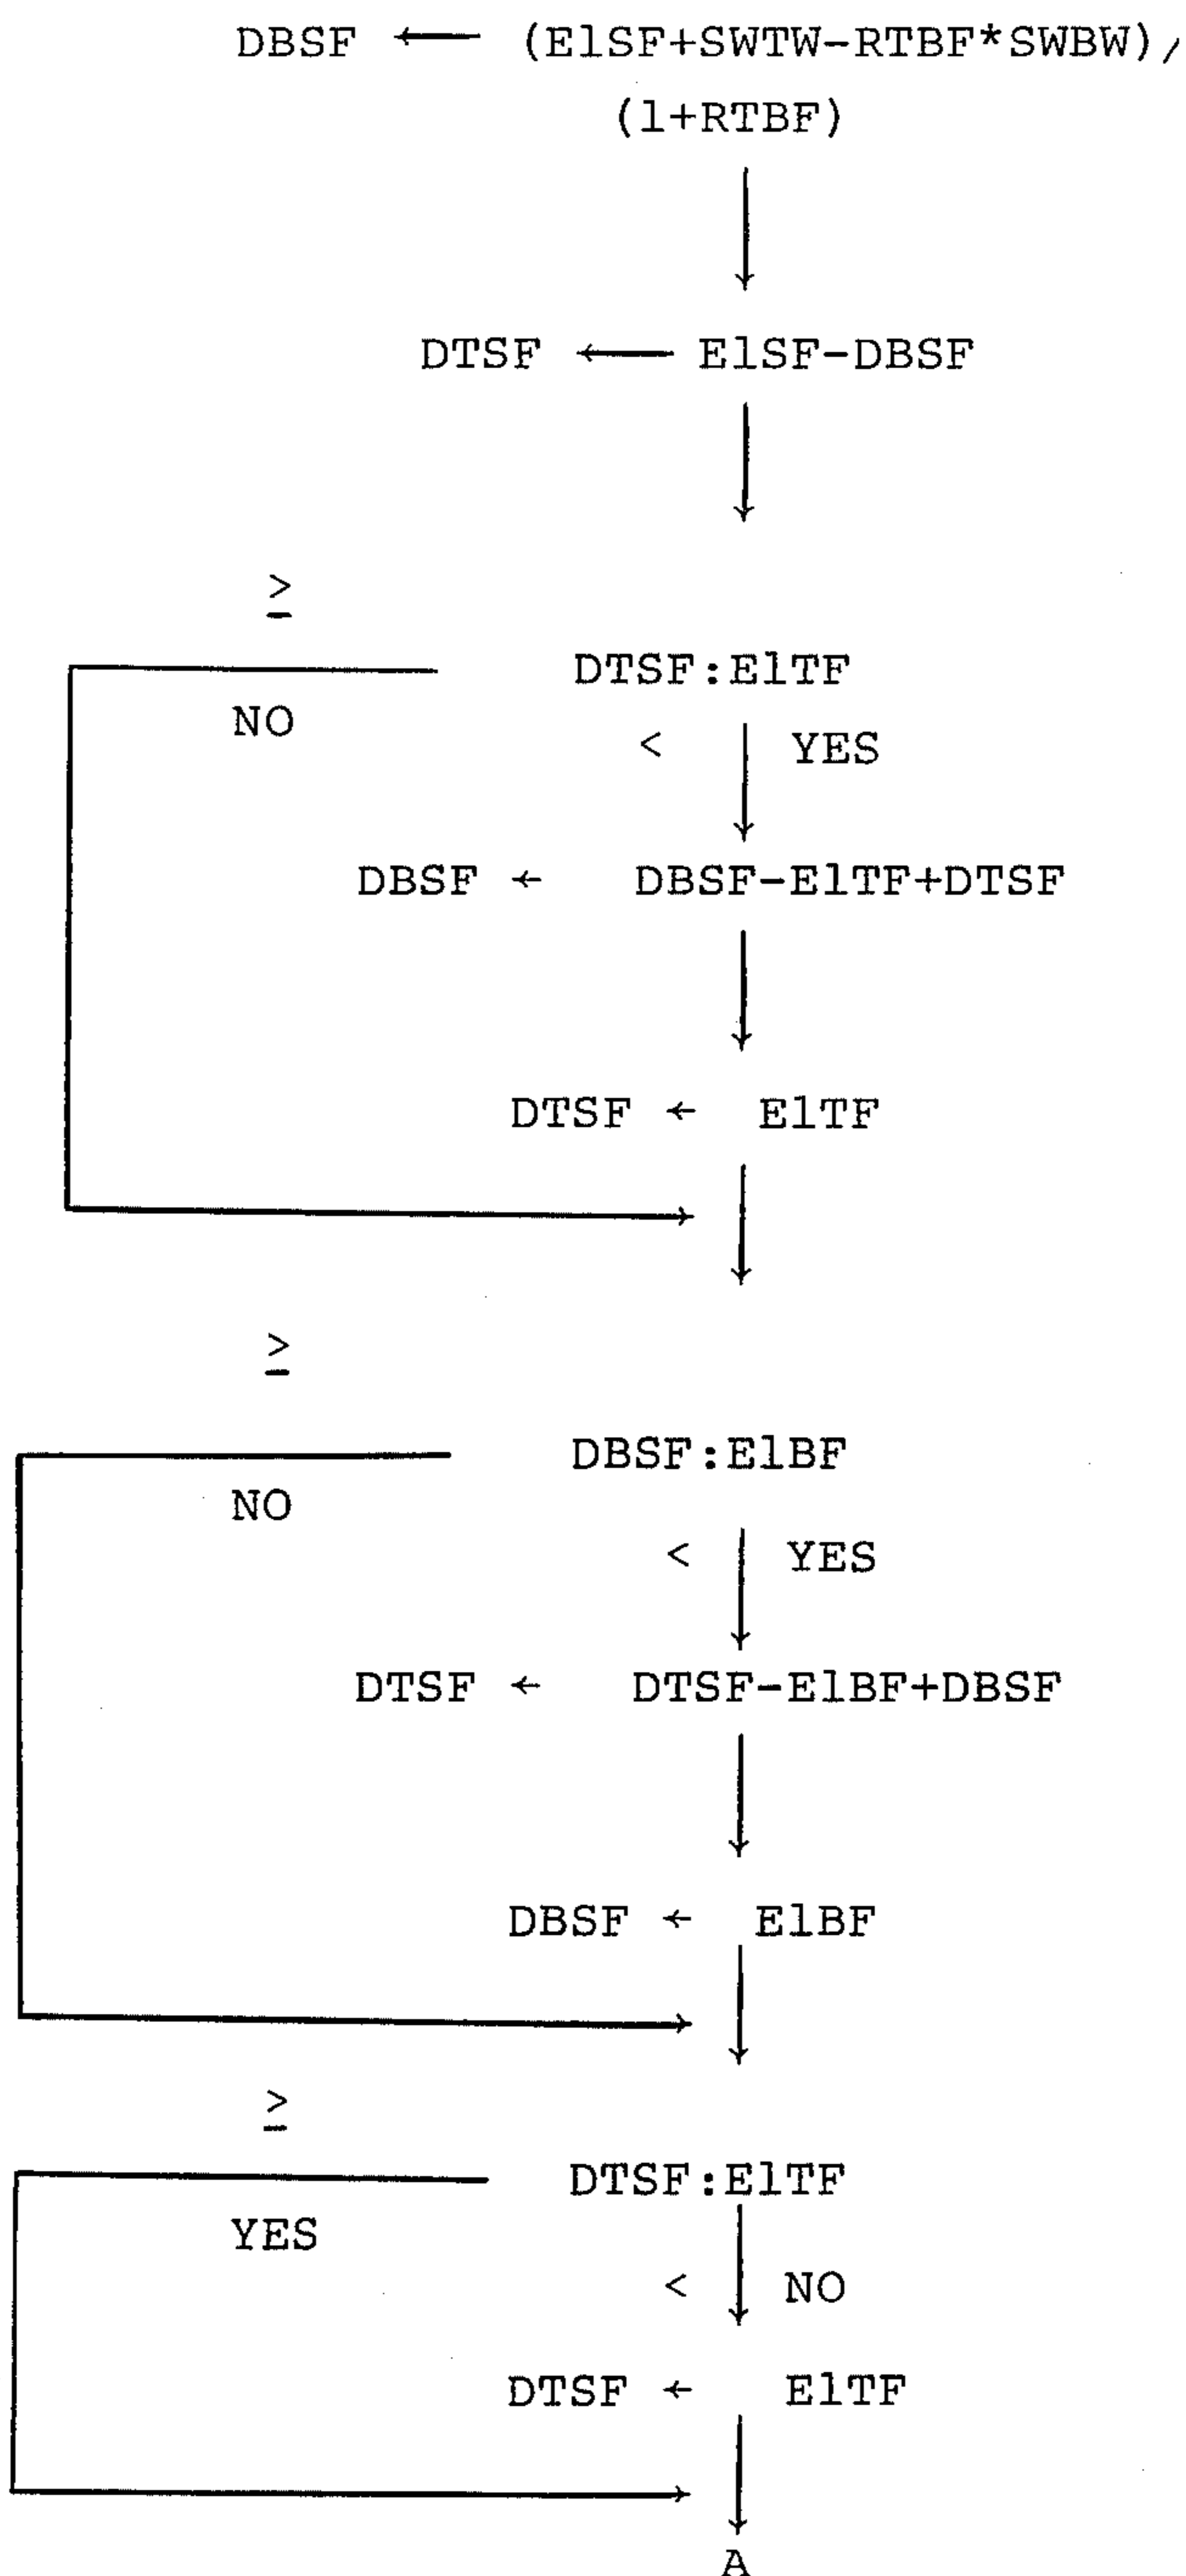 DBSF ← (E1SF+SWTW-RTBF*SWBW),
(1+RTBF)
DTSF ← E1SF-DBSF
≥
DTSF:E1TF
NO
< YES
DBSF ← DBSF-E1TF+DTSF
DTSF ← E1TF
≥
DBSF:E1BF
NO
< YES
DTSF ← DTSF-E1BF+DBSF
DBSF ← E1BF
≥
DTSF:E1TF
YES
< NO
DTSF ← E1TF
A